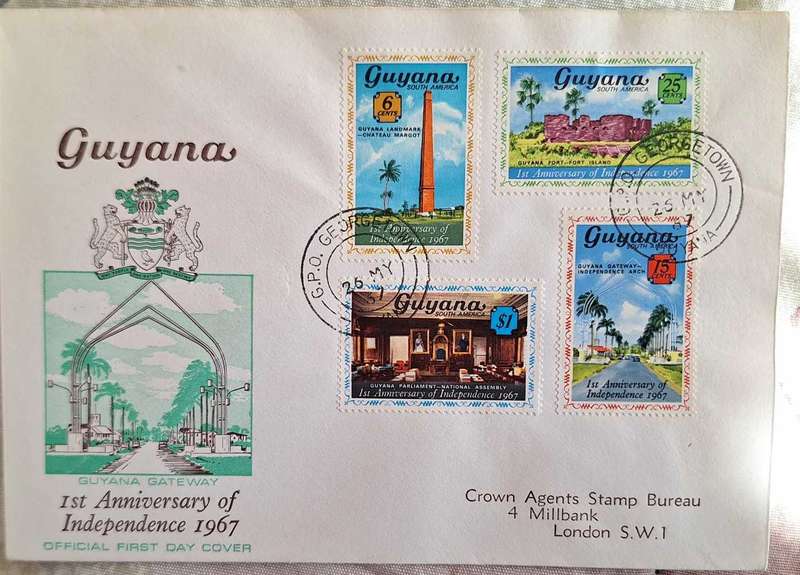 Guyana
GUYANA GATEWAY
1st Anniversary of
Independence 1967
OFFICIAL FIRST DAY COVER
Guyana
SOUTH AMERICA
6
CENTS
GUYANA LANDMARK
—CHATEAU MARGOT
1st Anniversary of
Independence 1967
Guyana
SOUTH AMERICA
25
CENTS
GUYANA FORT—FORT ISLAND
1st Anniversary of Independence 1967
G.P.O. GEORGETOWN
26 MY
67
Guyana
SOUTH AMERICA
$1
GUYANA PARLIAMENT—NATIONAL ASSEMBLY
1st Anniversary of Independence 1967
Guyana
SOUTH AMERICA
GUYANA GATEWAY—
INDEPENDENCE ARCH
15
CENTS
1st Anniversary of
Independence 1967
GEORGETOWN
26 MY
67
Crown Agents Stamp Bureau
4 Millbank
London S.W.1